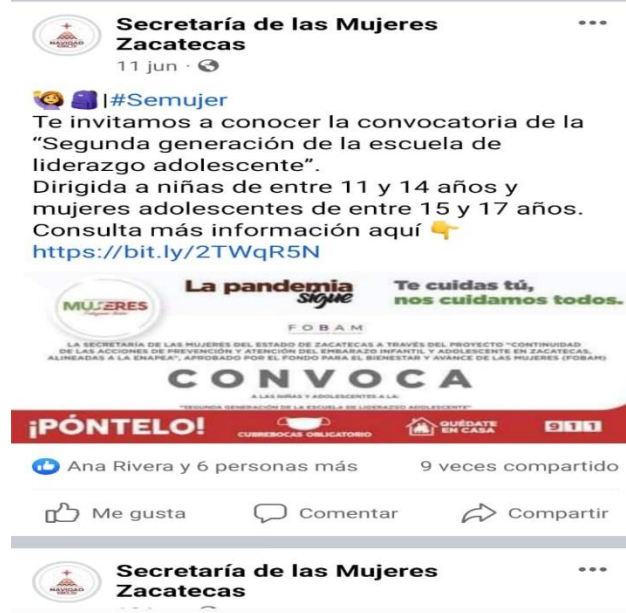 Secretaría de las Mujeres
Zacatecas
11 jun ·
|#Semujer
Te invitamos a conocer la convocatoria de la
“Segunda generación de la escuela de
liderazgo adolescente”.
Dirigida a niñas de entre 11 y 14 años y
mujeres adolescentes de entre 15 y 17 años.
Consulta más información aquí
https://bit.ly/2TWqR5N
MUJERES
La pandemia
sigue
Te cuidas tú,
nos cuidamos todos.
FOBAM
LA SECRETARÍA DE LAS MUJERES DEL ESTADO DE ZACATECAS A TRAVÉS DEL PROYECTO "CONTINUIDAD
DE LAS ACCIONES DE PREVENCIÓN Y ATENCIÓN DEL EMBARAZO INFANTIL Y ADOLESCENTE EN ZACATECAS,
ALINEADAS A LA ENAPEA", APROBADO POR EL FONDO PARA EL BIENESTAR Y AVANCE DE LAS MUJERES (FOBAM)
CONVOCA
A LAS NIÑAS Y ADOLESCENTES A LA:
"SEGUNDA GENERACIÓN DE LA ESCUELA DE LIDERAZGO ADOLESCENTE"
¡PÓNTELO!
CUBREBOCAS OBLIGATORIO
QUÉDATE
EN CASA
911
Ana Rivera y 6 personas más
9 veces compartido
Me gusta
Comentar
Compartir
Secretaría de las Mujeres
Zacatecas